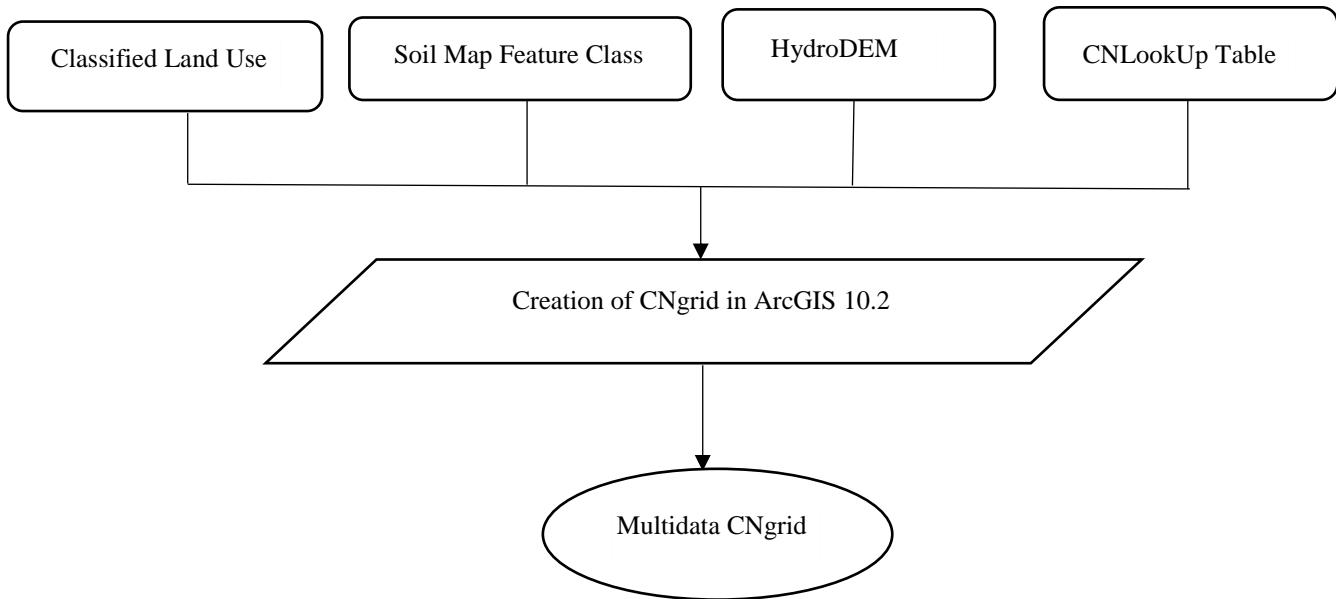 Classified Land Use
Soil Map Feature Class
HydroDEM
CNLookUp Table
Creation of CNgrid in ArcGIS 10.2
Multidata CNgrid